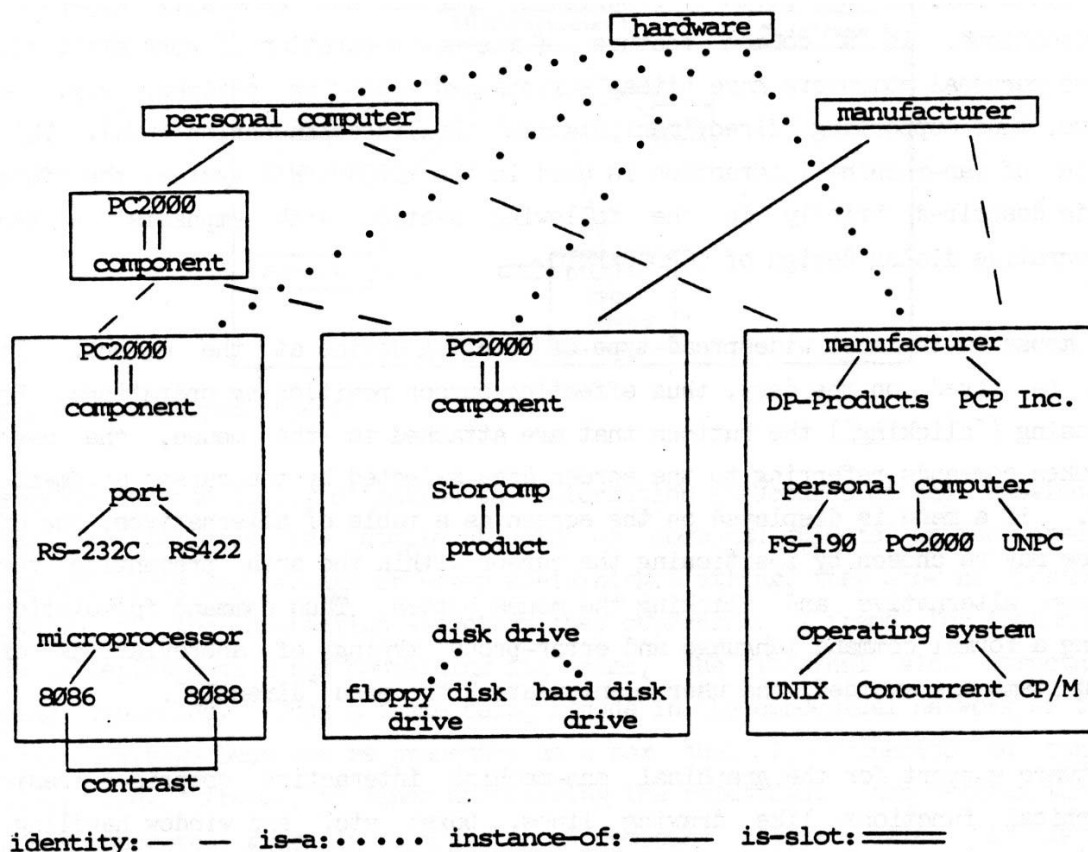 hardware
personal computer
manufacturer
PC2000
component
PC2000
component
port
RS-232C RS422
microprocessor
8086 8088
contrast
PC2000
component
StorComp
product
disk drive
floppy disk hard disk
drive drive
manufacturer
DP-Products PCP Inc.
personal computer
FS-190 PC2000 UNPC
operating system
UNIX Concurrent CP/M
identity: is-a: instance-of: is-slot: